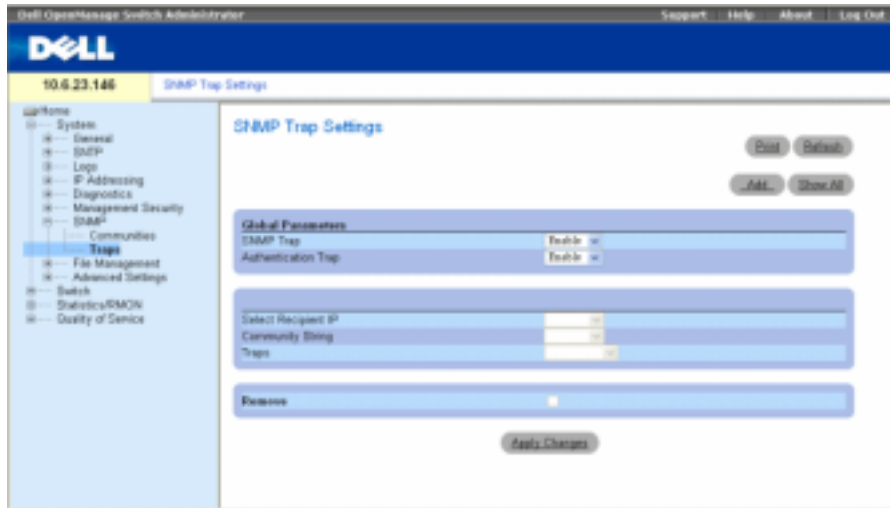 Dell OpenManage Switch Administrator Support Help About Log Out
DELL
10.6.23.146 SNMP Trap Settings
Home
System
General
SNTP
Logs
IP Addressing
Diagnostics
Management Security
SNMP
Communities
Traps
File Management
Advanced Settings
Switch
Statistics/RMON
Quality of Service
SNMP Trap Settings
Print Refresh
Add Show All
Global Parameters
SNMP Trap Enable
Authentication Trap Enable
Select Recipient IP
Community String
Traps
Remove
Apply Changes